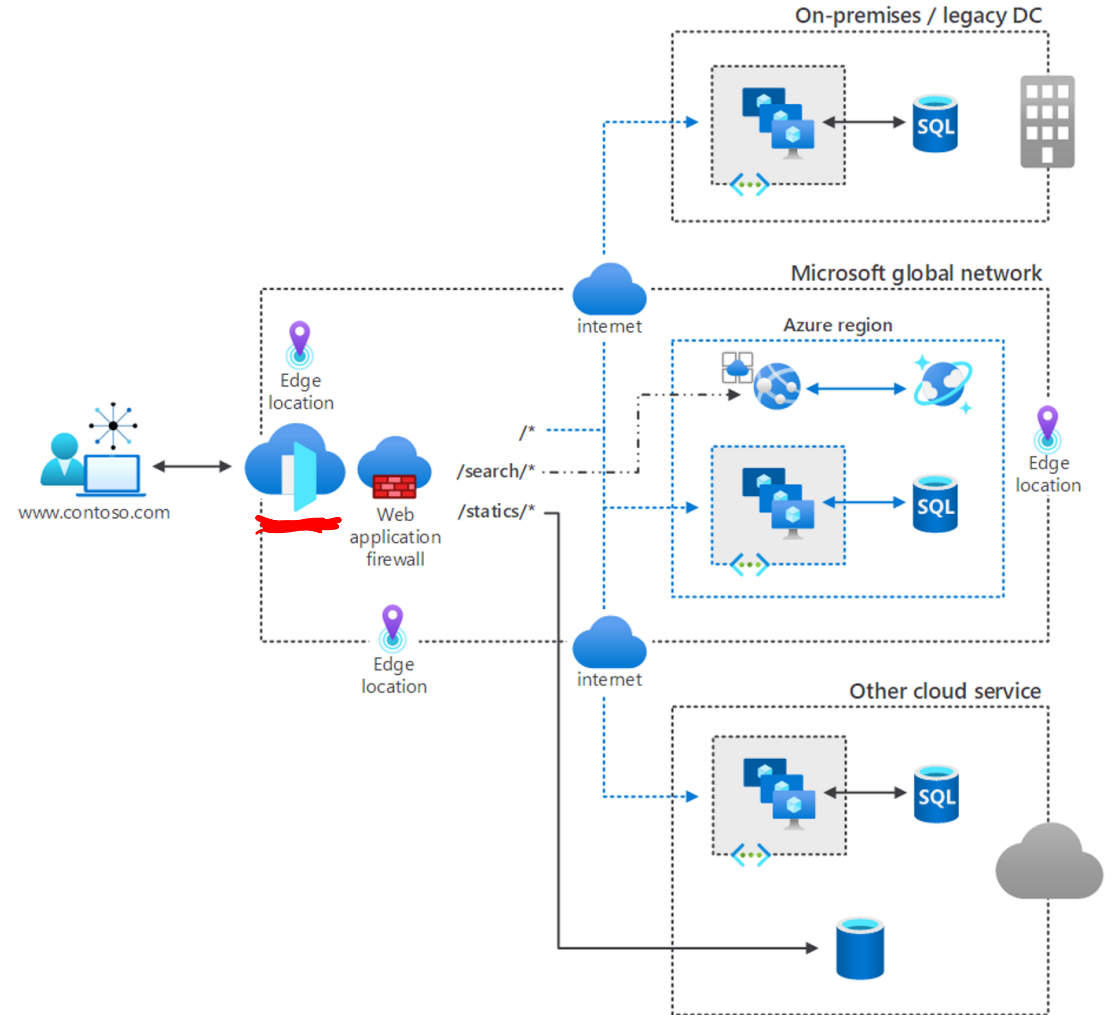 On-premises / legacy DC
SQL
Microsoft global network
internet
Azure region
Edge
location
/*
/search/*
/statics/*
www.contoso.com
Web
application
firewall
SQL
Edge
location
Edge
location
internet
Other cloud service
SQL